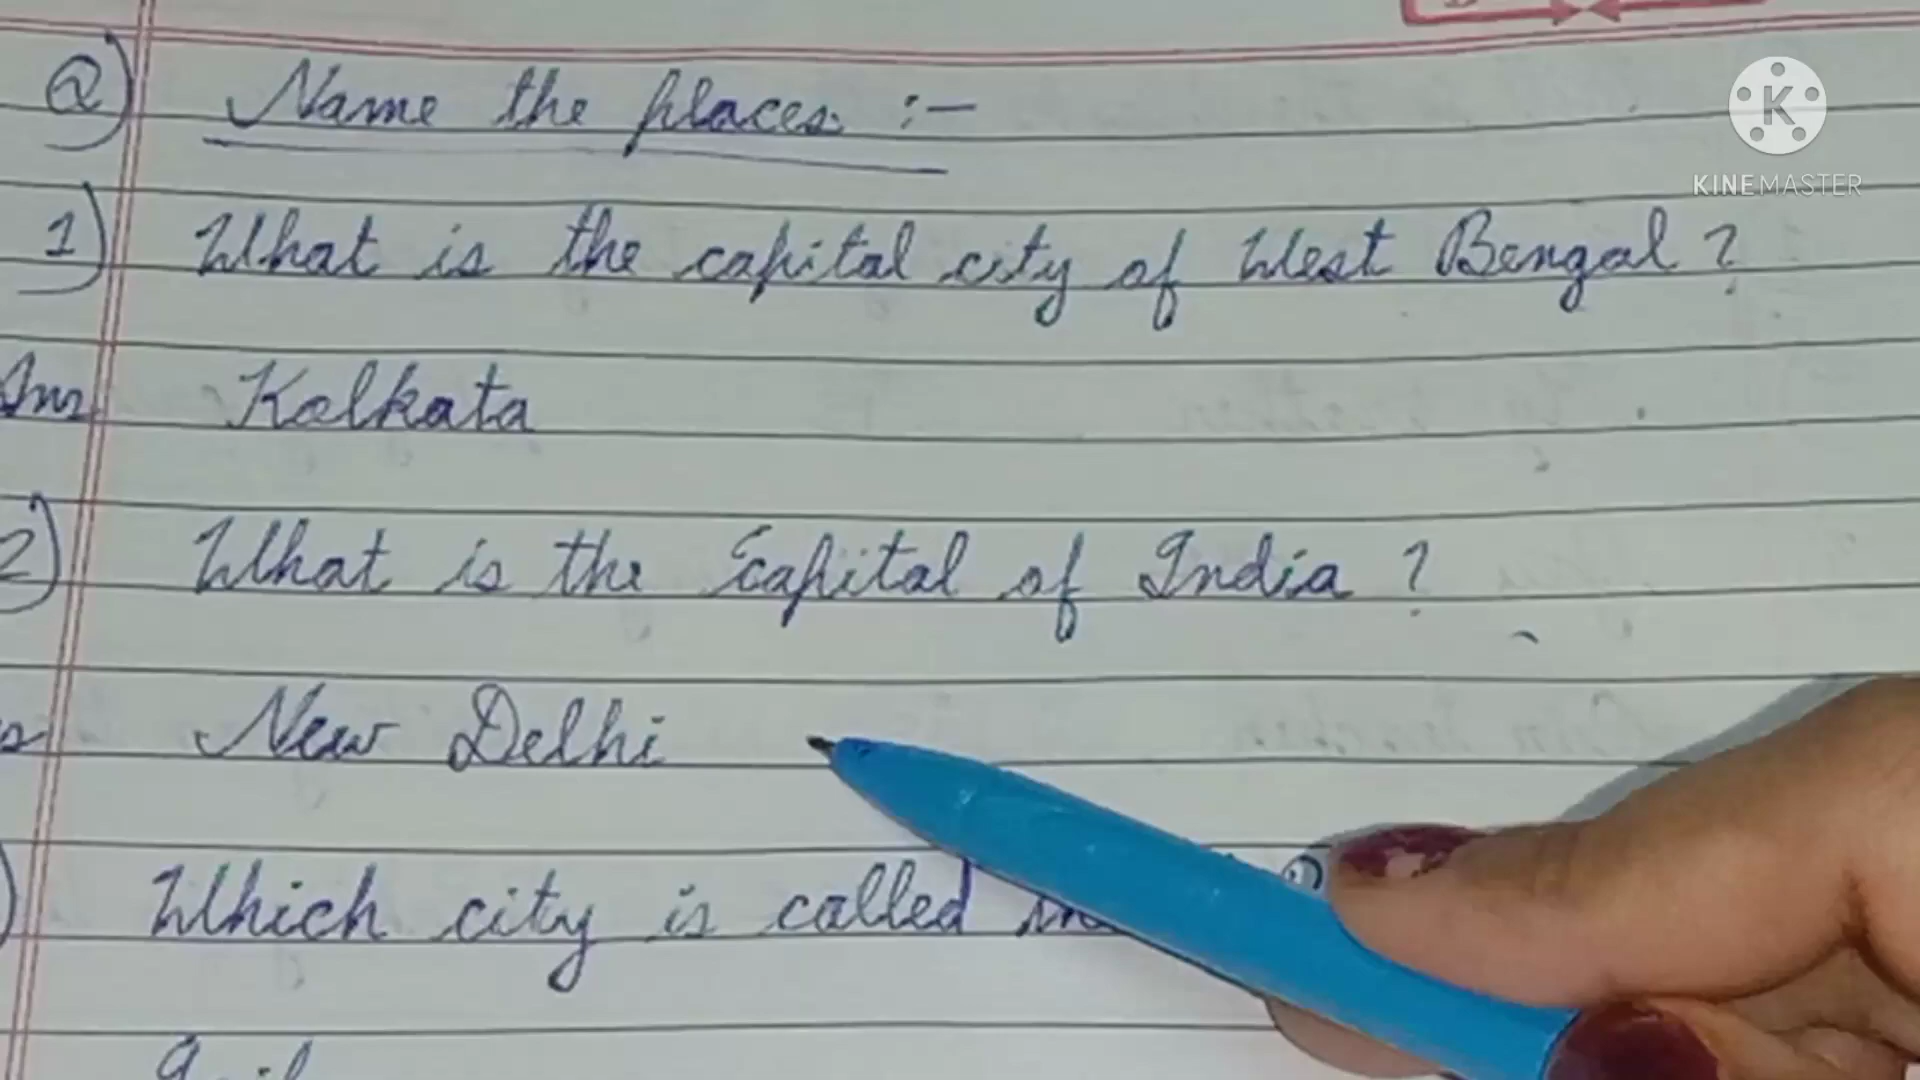 Q) Name the places :-
KINEMASTER
1) What is the capital city of West Bengal ?
Ans Kolkata
2) What is the Capital of India ?
New Delhi
Which city is called